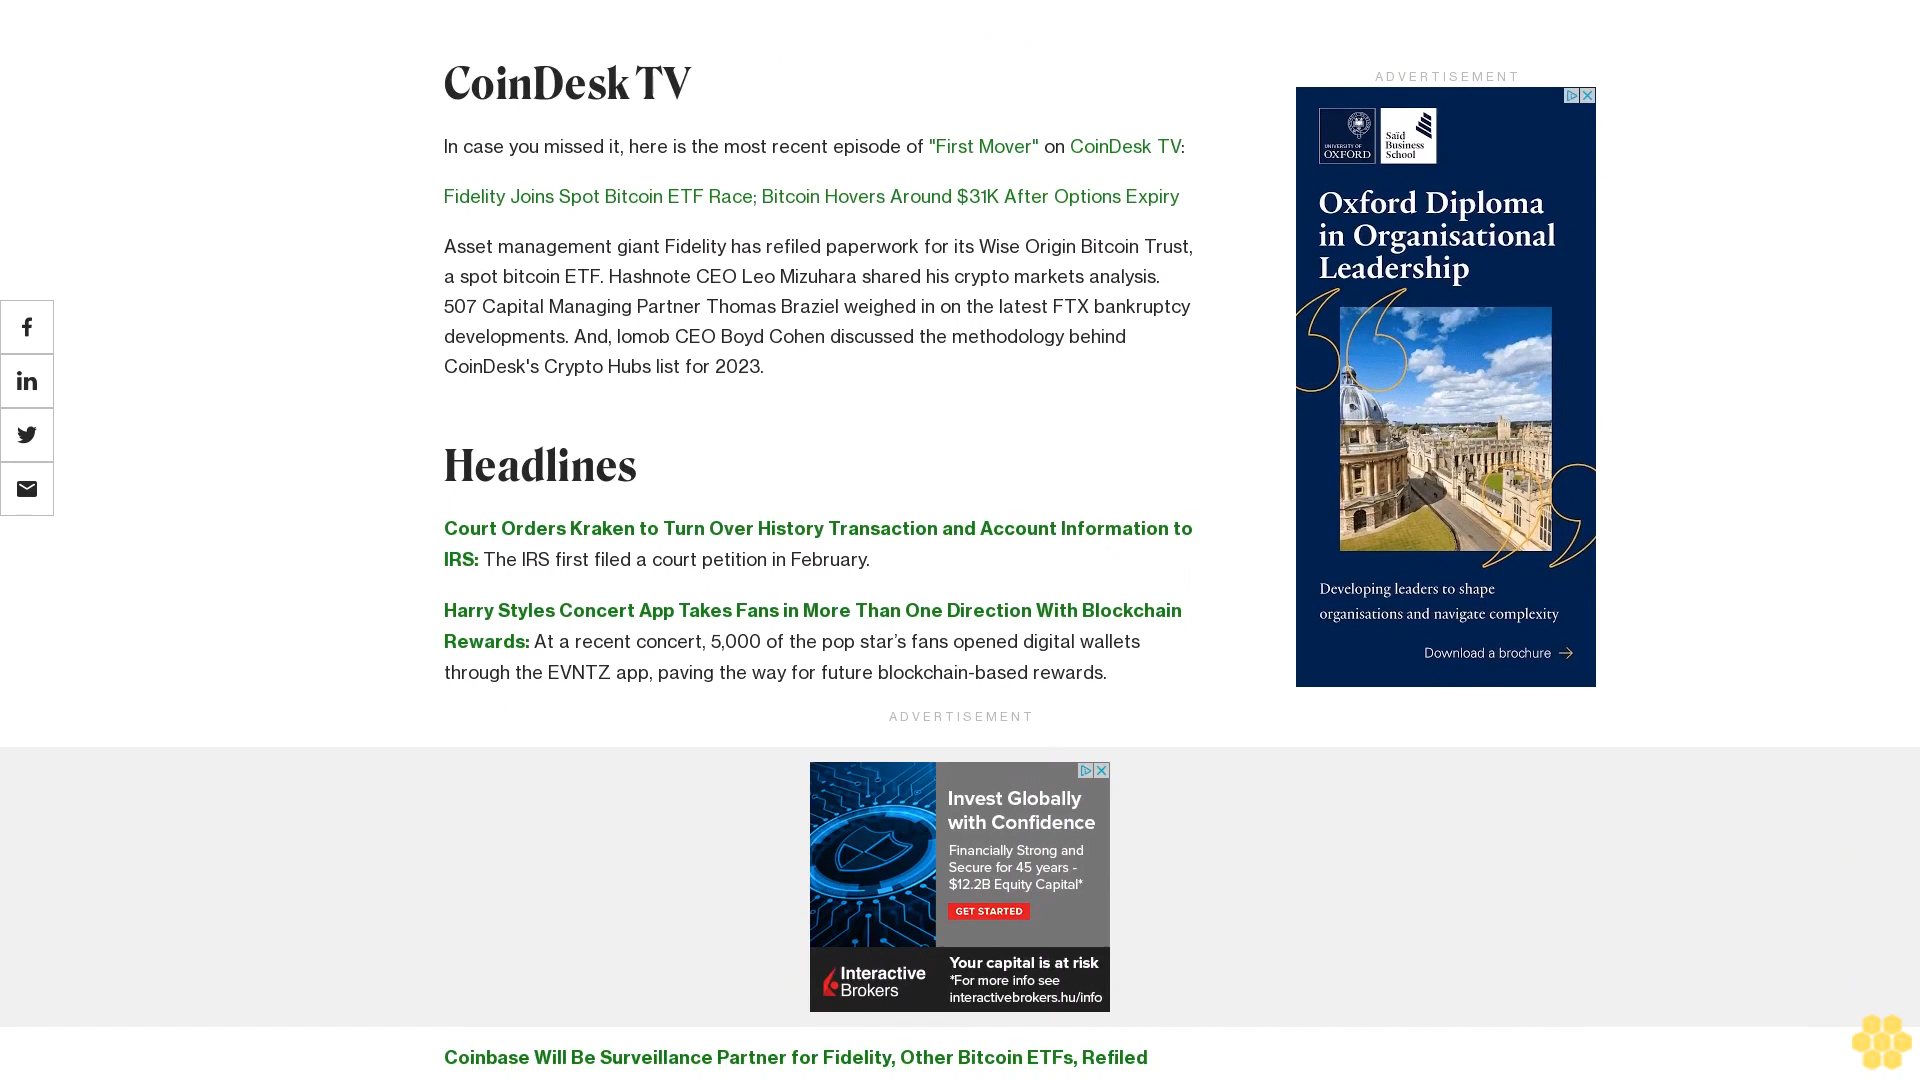 CoinDesk TV
In case you missed it, here is the most recent episode of "First Mover" on CoinDesk TV:
Fidelity Joins Spot Bitcoin ETF Race; Bitcoin Hovers Around $31K After Options Expiry
Asset management giant Fidelity has refiled paperwork for its Wise Origin Bitcoin Trust,
a spot bitcoin ETF. Hashnote CEO Leo Mizuhara shared his crypto markets analysis.
507 Capital Managing Partner Thomas Braziel weighed in on the latest FTX bankruptcy
developments. And, Iomob CEO Boyd Cohen discussed the methodology behind
CoinDesk's Crypto Hubs list for 2023.
Headlines
Court Orders Kraken to Turn Over History Transaction and Account Information to
IRS: The IRS first filed a court petition in February.
Harry Styles Concert App Takes Fans in More Than One Direction With Blockchain
Rewards: At a recent concert, 5,000 of the pop star’s fans opened digital wallets
through the EVNTZ app, paving the way for future blockchain-based rewards.
ADVERTISEMENT
UNIVERSITY OF
OXFORD
Saïd
Business
School
Oxford Diploma
in Organisational
Leadership
Developing leaders to shape
organisations and navigate complexity
Download a brochure
ADVERTISEMENT
Invest Globally
with Confidence
Financially Strong and
Secure for 45 years -
$12.2B Equity Capital*
GET STARTED
Interactive
Brokers
Your capital is at risk
*For more info see
interactivebrokers.hu/info
Coinbase Will Be Surveillance Partner for Fidelity, Other Bitcoin ETFs, Refiled